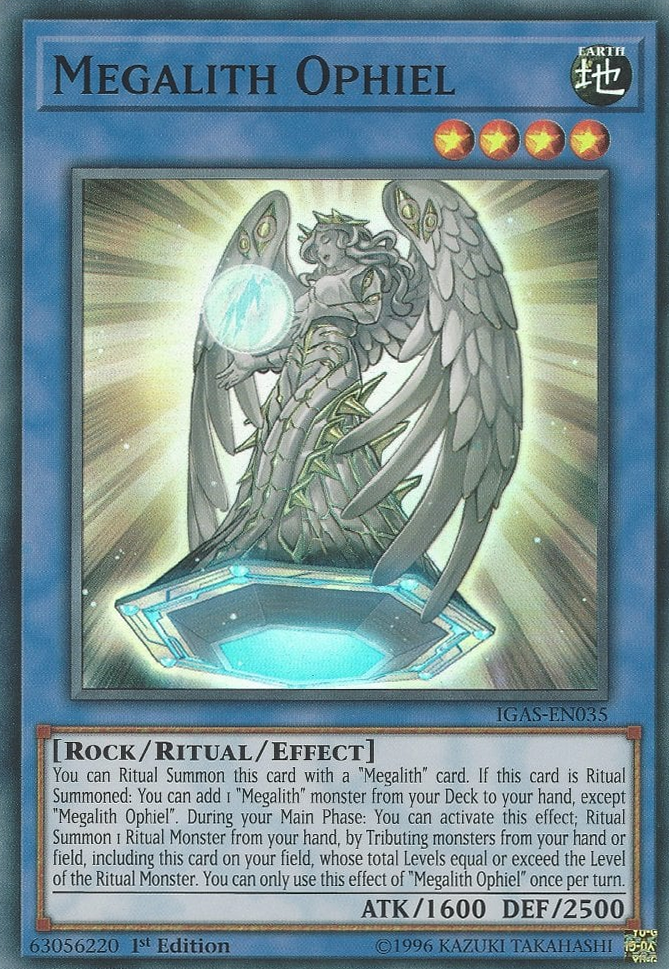 Megalith Ophiel
EARTH
地
IGAS-EN035
[Rock/Ritual/Effect]
You can Ritual Summon this card with a "Megalith" card. If this card is Ritual
Summoned: You can add 1 "Megalith" monster from your Deck to your hand, except
"Megalith Ophiel". During your Main Phase: You can activate this effect; Ritual
Summon 1 Ritual Monster from your hand, by Tributing monsters from your hand or
field, including this card on your field, whose total Levels equal or exceed the Level
of the Ritual Monster. You can only use this effect of "Megalith Ophiel" once per turn.
ATK/1600 DEF/2500
63056220 1st Edition ©1996 KAZUKI TAKAHASHI